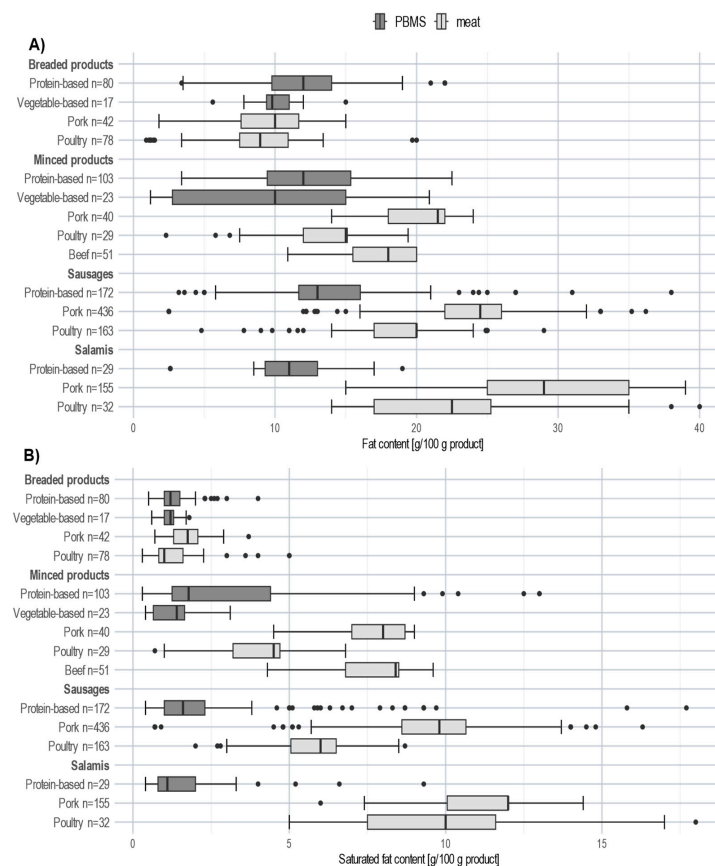 PBMS meat
A)
Breaded products
Protein-based n=80
Vegetable-based n=17
Pork n=42
Poultry n=78
Minced products
Protein-based n=103
Vegetable-based n=23
Pork n=40
Poultry n=29
Beef n=51
Sausages
Protein-based n=172
Pork n=436
Poultry n=163
Salamis
Protein-based n=29
Pork n=155
Poultry n=32
0 10 20 30 40
Fat content [g/100 g product]
B)
Breaded products
Protein-based n=80
Vegetable-based n=17
Pork n=42
Poultry n=78
Minced products
Protein-based n=103
Vegetable-based n=23
Pork n=40
Poultry n=29
Beef n=51
Sausages
Protein-based n=172
Pork n=436
Poultry n=163
Salamis
Protein-based n=29
Pork n=155
Poultry n=32
0 5 10 15
Saturated fat content [g/100 g product]